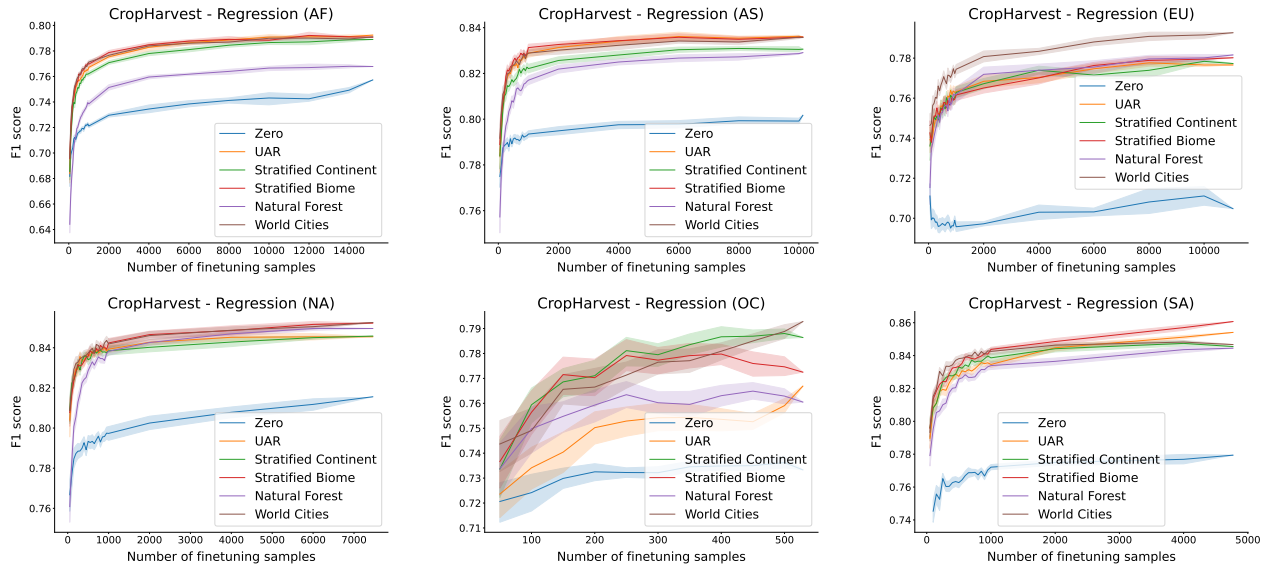 CropHarvest - Regression (AF)
F1 score
0.80
0.78
0.76
0.74
0.72
0.70
0.68
0.66
0.64
0 2000 4000 6000 8000 10000 12000 14000
Number of finetuning samples
Zero
UAR
Stratified Continent
Stratified Biome
Natural Forest
World Cities
CropHarvest - Regression (AS)
F1 score
0.84
0.82
0.80
0.78
0.76
0 2000 4000 6000 8000 10000
Number of finetuning samples
Zero
UAR
Stratified Continent
Stratified Biome
Natural Forest
World Cities
CropHarvest - Regression (EU)
F1 score
0.78
0.76
0.74
0.72
0.70
0 2000 4000 6000 8000 10000
Number of finetuning samples
Zero
UAR
Stratified Continent
Stratified Biome
Natural Forest
World Cities
CropHarvest - Regression (NA)
F1 score
0.84
0.82
0.80
0.78
0.76
0 1000 2000 3000 4000 5000 6000 7000
Number of finetuning samples
Zero
UAR
Stratified Continent
Stratified Biome
Natural Forest
World Cities
CropHarvest - Regression (OC)
F1 score
0.79
0.78
0.77
0.76
0.75
0.74
0.73
0.72
0.71
100 200 300 400 500
Number of finetuning samples
Zero
UAR
Stratified Continent
Stratified Biome
Natural Forest
World Cities
CropHarvest - Regression (SA)
F1 score
0.86
0.84
0.82
0.80
0.78
0.76
0.74
0 1000 2000 3000 4000 5000
Number of finetuning samples
Zero
UAR
Stratified Continent
Stratified Biome
Natural Forest
World Cities